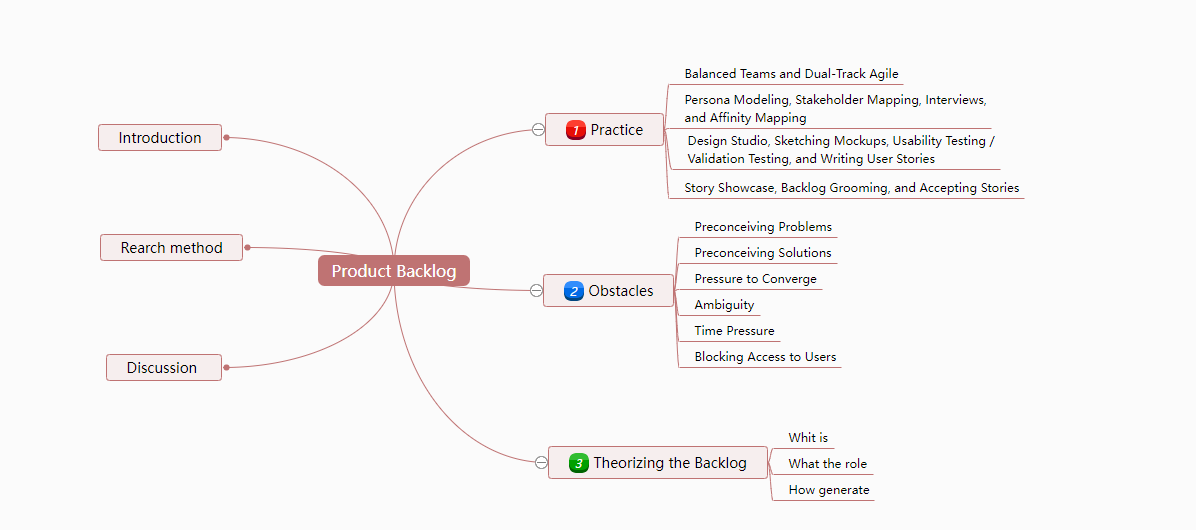 Introduction
Rearch method
Discussion
Product Backlog
1 Practice
Balanced Teams and Dual-Track Agile
Persona Modeling, Stakeholder Mapping, Interviews,
and Affinity Mapping
Design Studio, Sketching Mockups, Usability Testing /
Validation Testing, and Writing User Stories
Story Showcase, Backlog Grooming, and Accepting Stories
2 Obstacles
Preconceiving Problems
Preconceiving Solutions
Pressure to Converge
Ambiguity
Time Pressure
Blocking Access to Users
3 Theorizing the Backlog
Whit is
What the role
How generate